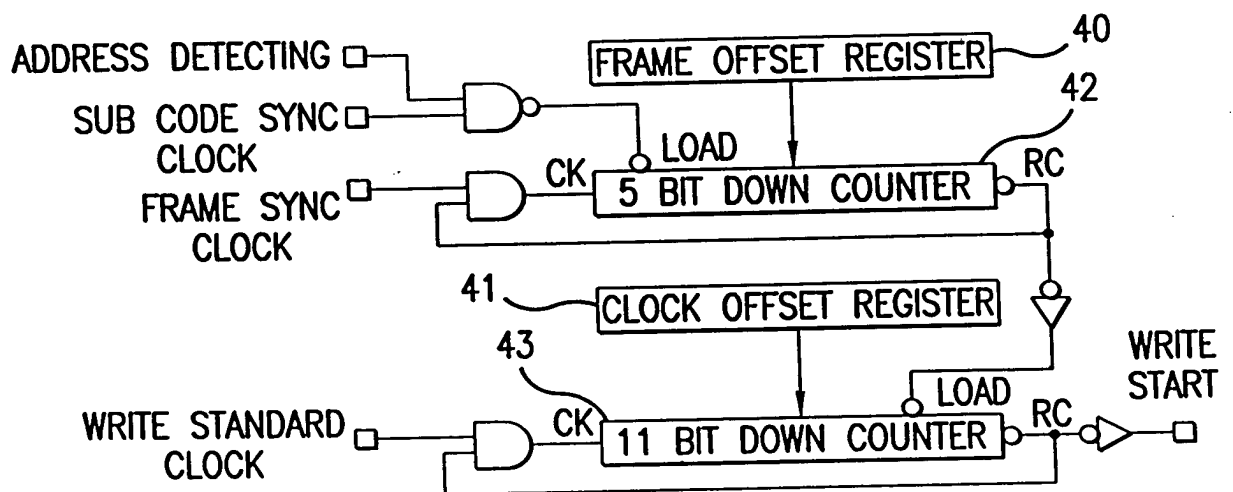 ADDRESS DETECTING
SUB CODE SYNC
CLOCK
FRAME SYNC
CLOCK
FRAME OFFSET REGISTER
40
42
LOAD
CK
5 BIT DOWN COUNTER
RC
41
CLOCK OFFSET REGISTER
43
LOAD
WRITE STANDARD
CLOCK
CK
11 BIT DOWN COUNTER
RC
WRITE
START